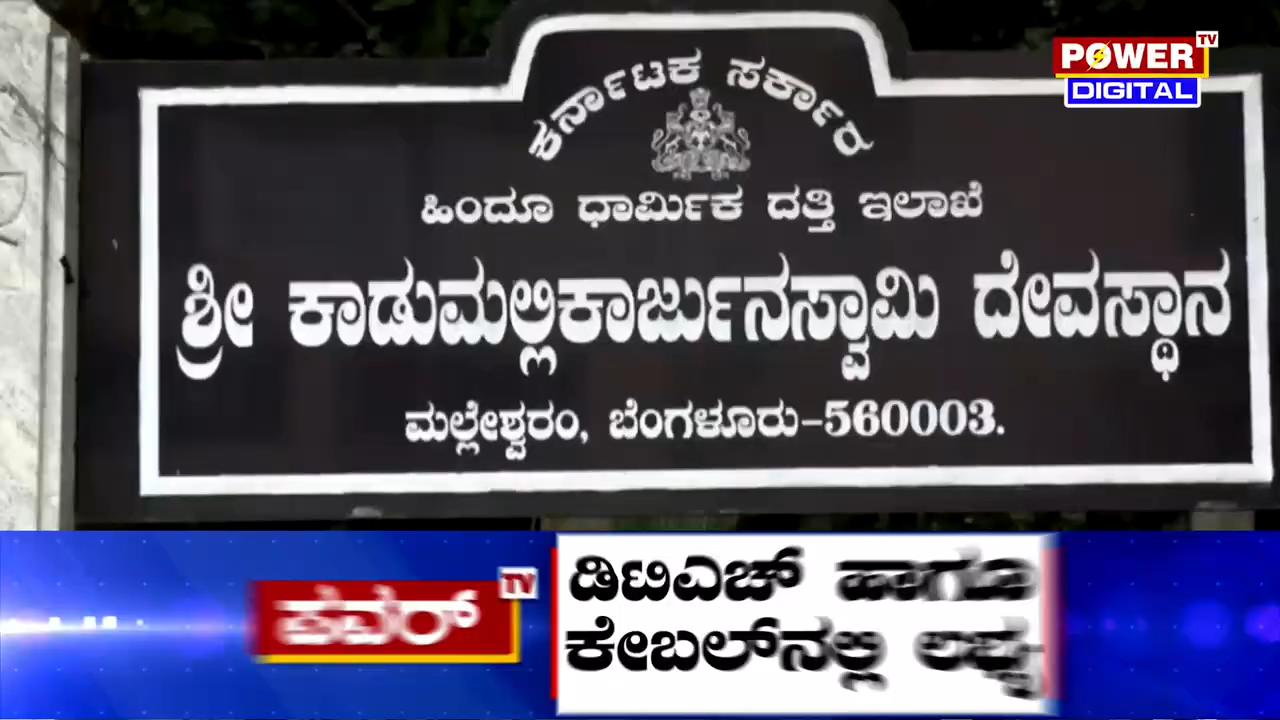 POWER TV
DIGITAL
ಕರ್ನಾಟಕ ಸರ್ಕಾರ
ಹಿಂದೂ ಧಾರ್ಮಿಕ ದತ್ತಿ ಇಲಾಖೆ
ಶ್ರೀ ಕಾಡುಮಲ್ಲಿಕಾರ್ಜುನಸ್ವಾಮಿ ದೇವಸ್ಥಾನ
ಮಲ್ಲೇಶ್ವರಂ, ಬೆಂಗಳೂರು-560003.
ಪವರ್ TV
ಡಿಟಿಎಚ್ ಹಾಗೂ
ಕೇಬಲ್‌ನಲ್ಲಿ ಲಭ್ಯ